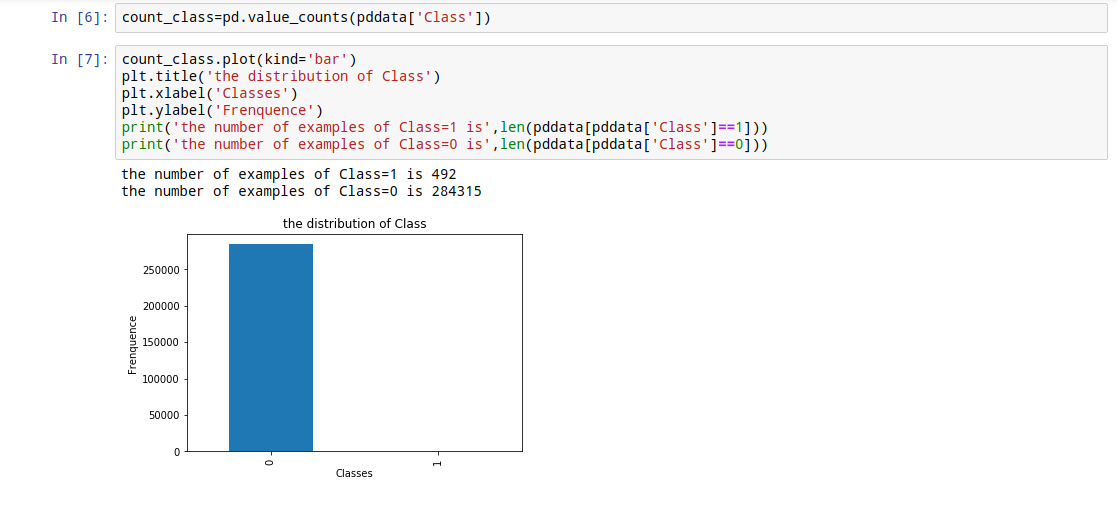 In [6]: count_class=pd.value_counts(pddata['Class'])
In [7]: count_class.plot(kind='bar')
plt.title('the distribution of Class')
plt.xlabel('Classes')
plt.ylabel('Frenquence')
print('the number of examples of Class=1 is',len(pddata[pddata['Class']==1]))
print('the number of examples of Class=0 is',len(pddata[pddata['Class']==0]))
the number of examples of Class=1 is 492
the number of examples of Class=0 is 284315
the distribution of Class
250000
200000
150000
100000
50000
0
Frenquence
0
1
Classes